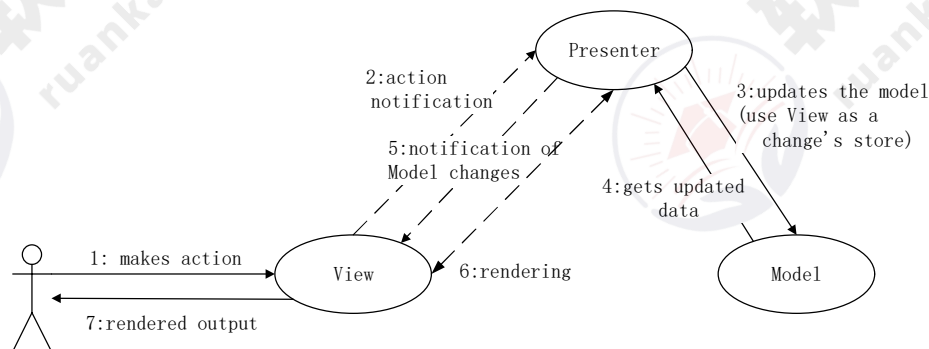 Presenter
2:action
notification
3:updates the model
(use View as a
change's store)
5:notification of
Model changes
4:gets updated
data
1: makes action
View
6:rendering
Model
7:rendered output
ruanka